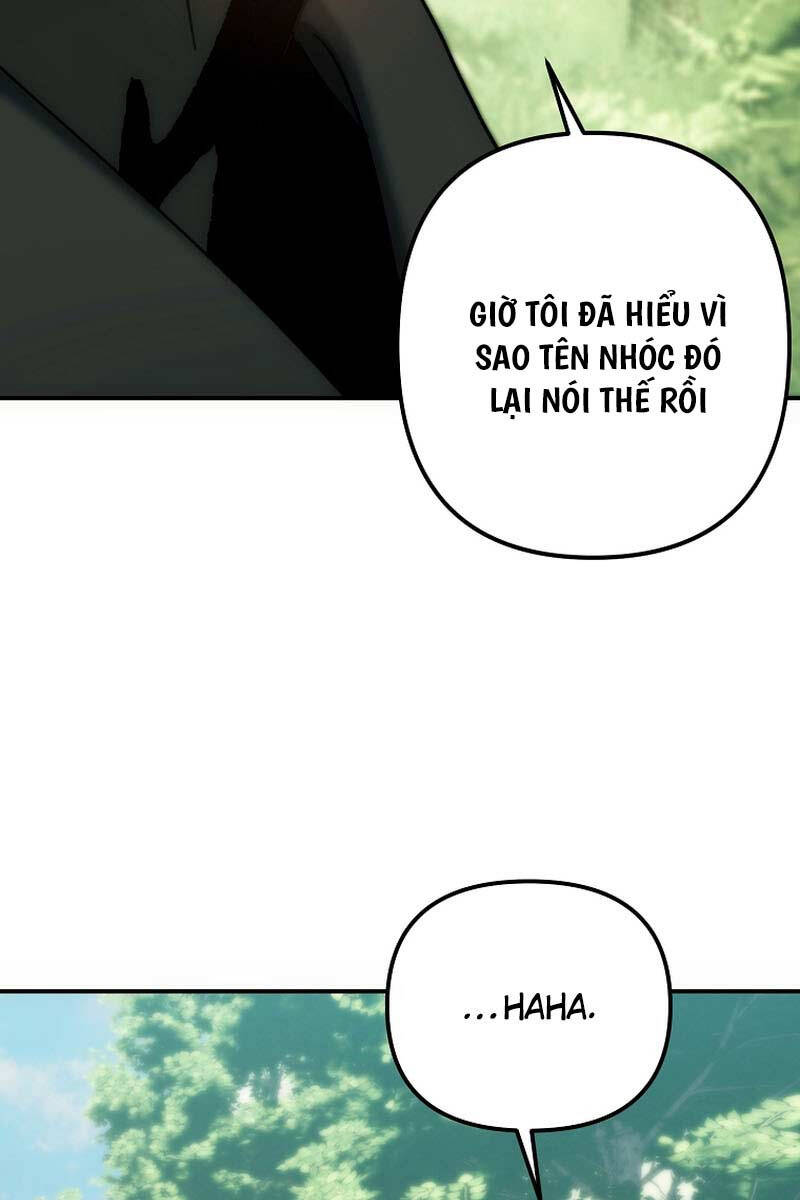 GIỜ TÔI ĐÃ HIỂU VÌ
SAO TÊN NHÓC ĐÓ
LẠI NÓI THẾ RỒI
...HAHA.